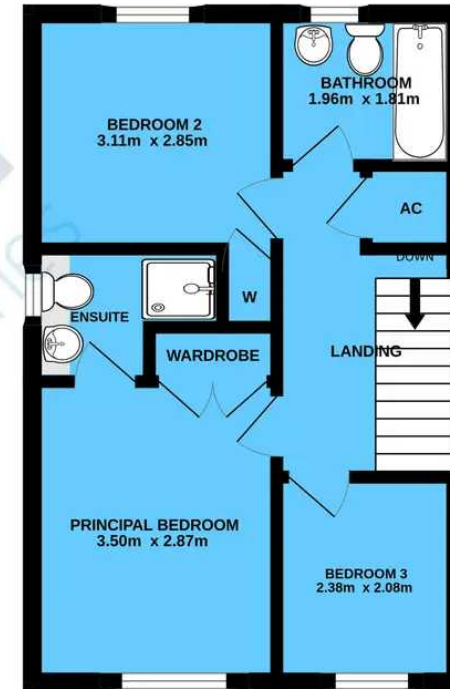 BATHROOM
1.96m x 1.81m
BEDROOM 2
3.11m x 2.85m
AC
DOWN
W
ENSUITE
WARDROBE
LANDING
PRINCIPAL BEDROOM
3.50m x 2.87m
BEDROOM 3
2.38m x 2.08m